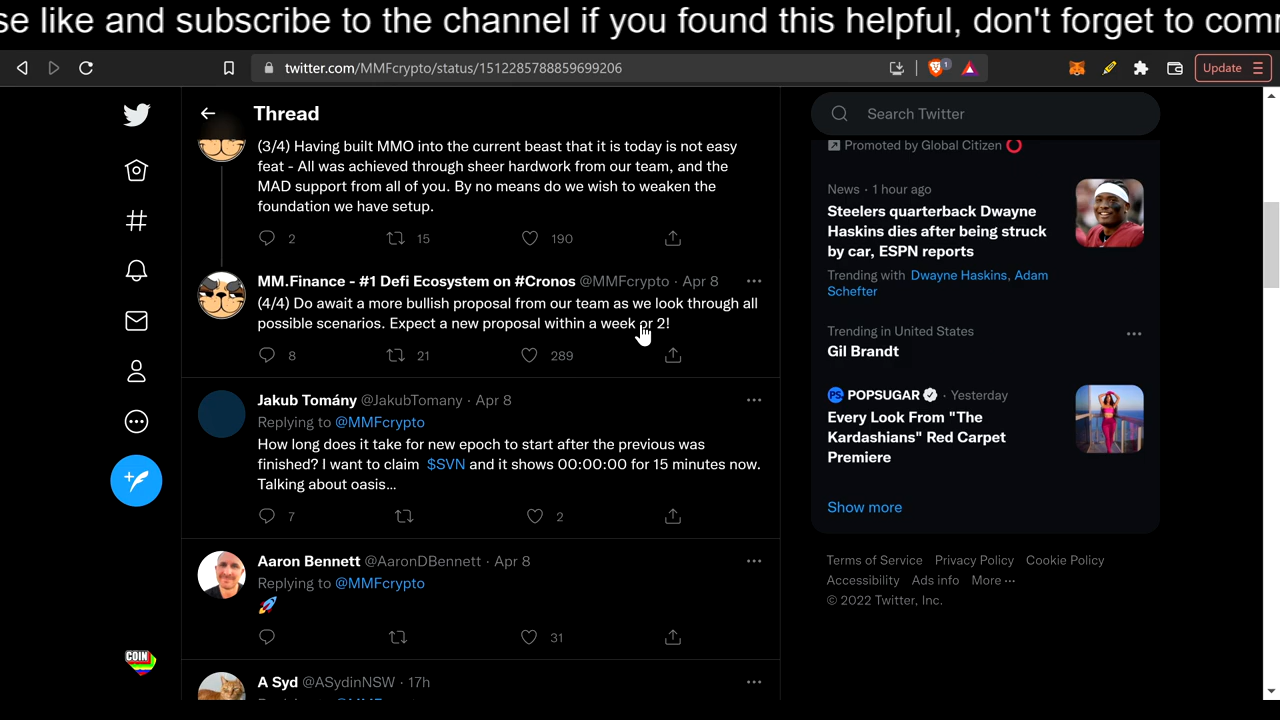 se like and subscribe to the channel if you found this helpful, don't forget to com
twitter.com/MMFcrypto/status/1512285788859699206
1
Update
Thread
(3/4) Having built MMO into the current beast that it is today is not easy
feat - All was achieved through sheer hardwork from our team, and the
MAD support from all of you. By no means do we wish to weaken the
foundation we have setup.
2 15 190
MM.Finance - #1 Defi Ecosystem on #Cronos @MMFcrypto · Apr 8
(4/4) Do await a more bullish proposal from our team as we look through all
possible scenarios. Expect a new proposal within a week or 2!
8 21 289
Jakub Tomány @JakubTomany · Apr 8
Replying to @MMFcrypto
How long does it take for new epoch to start after the previous was
finished? I want to claim $SVN and it shows 00:00:00 for 15 minutes now.
Talking about oasis...
7 2
Aaron Bennett @AaronDBennett · Apr 8
Replying to @MMFcrypto
🚀
31
A Syd @ASydinNSW · 17h
COIN
Search Twitter
Promoted by Global Citizen
News · 1 hour ago
Steelers quarterback Dwayne
Haskins dies after being struck
by car, ESPN reports
Trending with Dwayne Haskins, Adam
Schefter
Trending in United States
Gil Brandt
POPSUGAR · Yesterday
Every Look From "The
Kardashians" Red Carpet
Premiere
Show more
Terms of Service Privacy Policy Cookie Policy
Accessibility Ads info More ···
© 2022 Twitter, Inc.